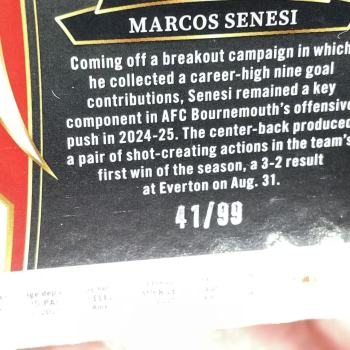 MARCOS SENESI
Coming off a breakout campaign in which
he collected a career-high nine goal
contributions, Senesi remained a key
component in AFC Bournemouth's offensive
push in 2024-25. The center-back produced
a pair of shot-creating actions in the team's
first win of the season, a 3-2 result
at Everton on Aug. 31.
41/99